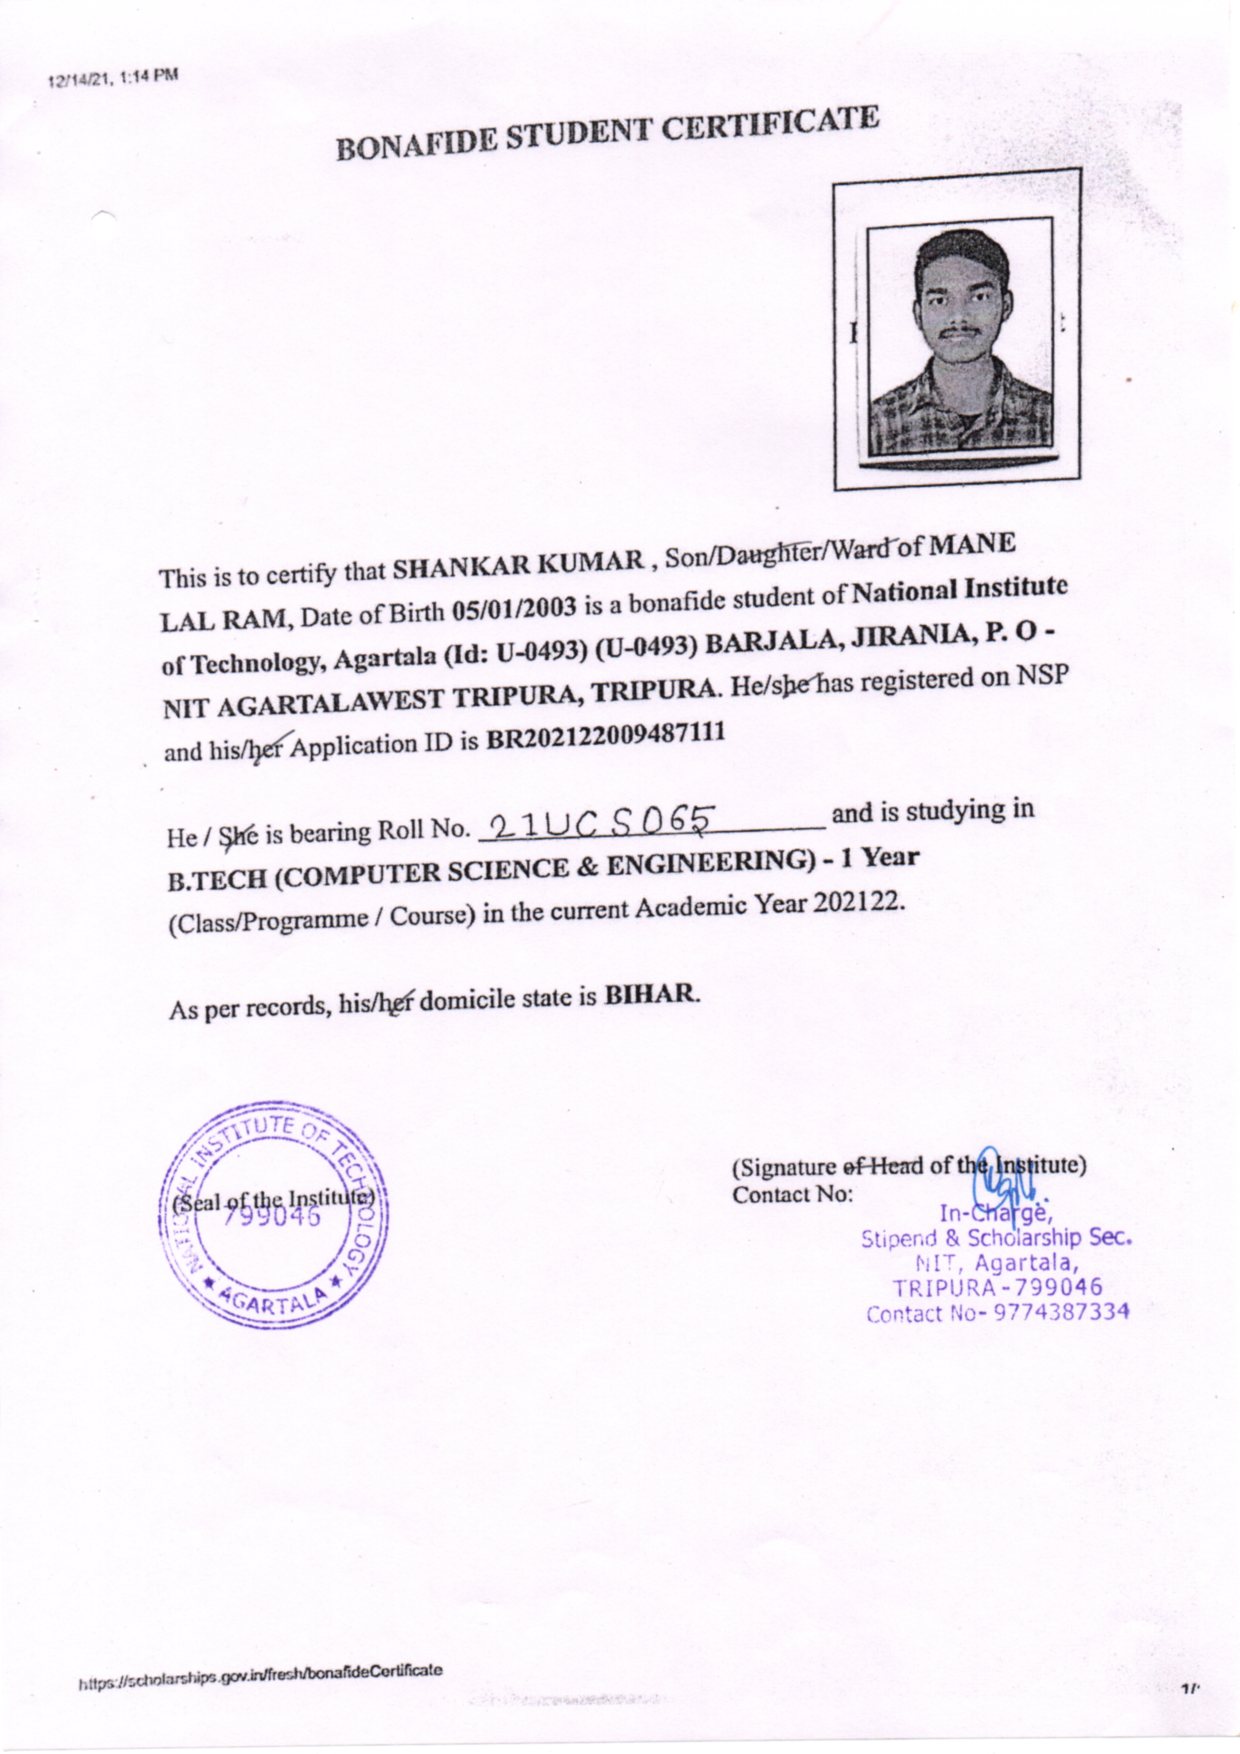 12/14/21, 1:14 PM
BONAFIDE STUDENT CERTIFICATE
This is to certify that SHANKAR KUMAR , Son/Daughter/Ward of MANE
LAL RAM, Date of Birth 05/01/2003 is a bonafide student of National Institute
of Technology, Agartala (Id: U-0493) (U-0493) BARJALA, JIRANIA, P. O -
NIT AGARTALAWEST TRIPURA, TRIPURA. He/she has registered on NSP
and his/her Application ID is BR202122009487111
He / She is bearing Roll No. 21UCS065 and is studying in
B.TECH (COMPUTER SCIENCE & ENGINEERING) - 1 Year
(Class/Programme / Course) in the current Academic Year 202122.
As per records, his/her domicile state is BIHAR.
NATIONAL INSTITUTE OF TECHNOLOGY
(Seal of the Institute)
799046
★ AGARTALA ★
(Signature of Head of the Institute)
Contact No:
In-Charge,
Stipend & Scholarship Sec.
NIT, Agartala,
TRIPURA-799046
Contact No- 9774387334
https://scholarships.gov.in/fresh/bonafideCertificate